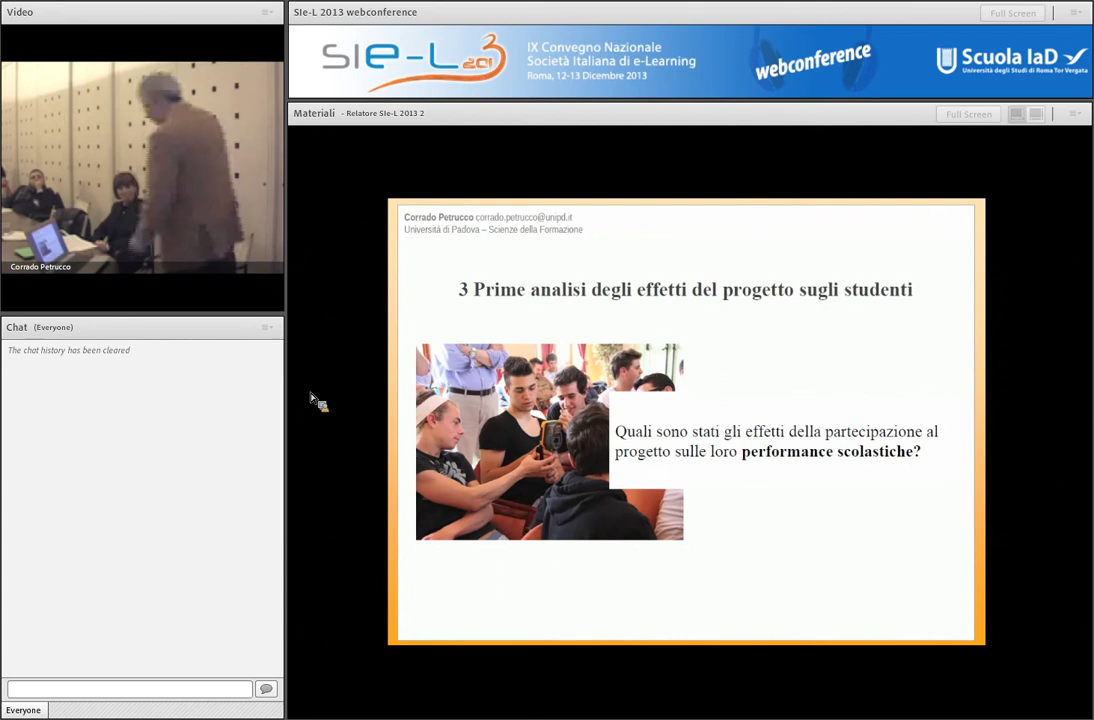 Video
Corrado Petrucco
Chat (Everyone)
The chat history has been cleared
Everyone
SIe-L 2013 webconference
Full Screen
SIe-L 2013
IX Convegno Nazionale
Società Italiana di e-Learning
Roma, 12-13 Dicembre 2013
webconference
Scuola IaD
Università degli Studi di Roma Tor Vergata
Materiali - Relatore SIe-L 2013 2
Full Screen
Corrado Petrucco corrado.petrucco@unipd.it
Università di Padova – Scienze della Formazione
3 Prime analisi degli effetti del progetto sugli studenti
Quali sono stati gli effetti della partecipazione al
progetto sulle loro performance scolastiche?